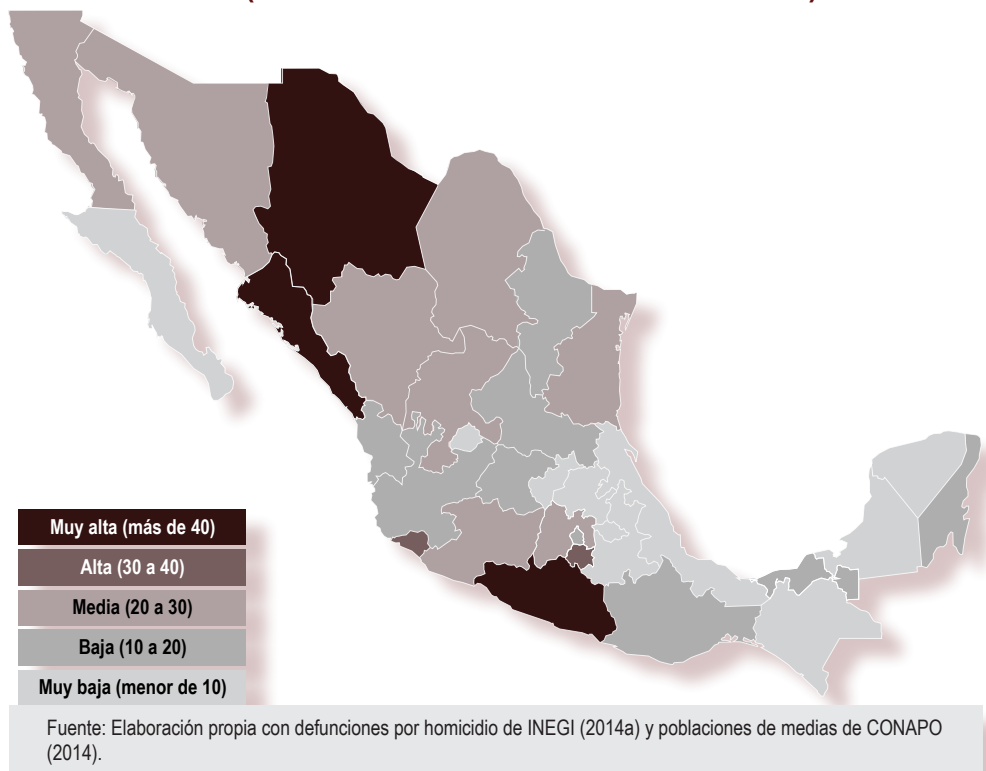 Muy alta (más de 40)
Alta (30 a 40)
Media (20 a 30)
Baja (10 a 20)
Muy baja (menor de 10)
Fuente: Elaboración propia con defunciones por homicidio de INEGI (2014a) y poblaciones de medias de CONAPO
(2014).